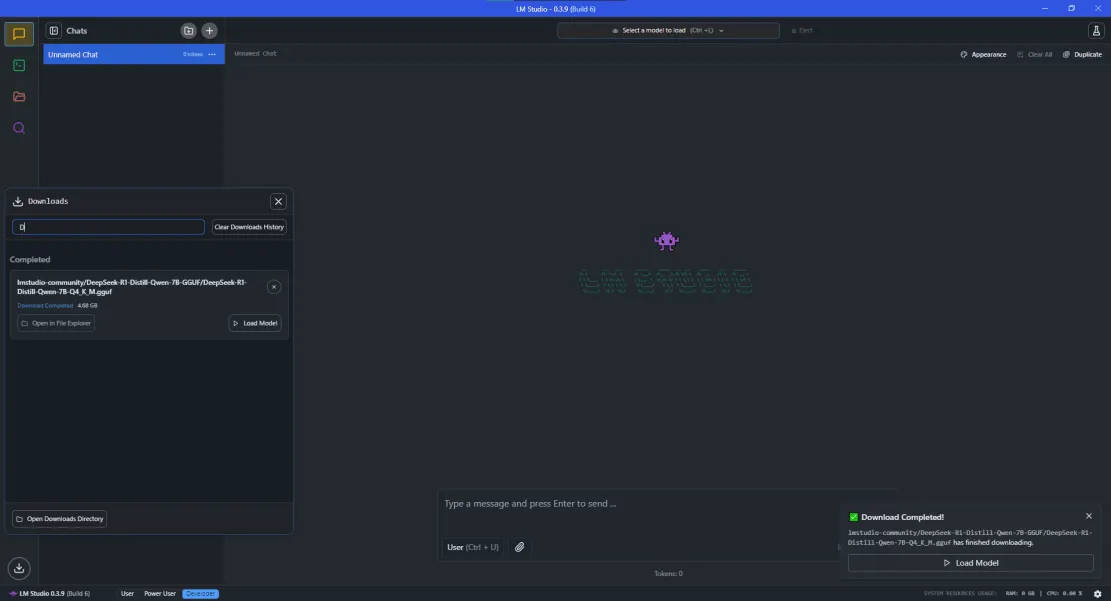 LM Studio - 0.3.9 (Build 6)
Chats
Select a model to load (Ctrl + L)
Eject
Unnamed Chat
Unnamed Chat
Appearance
Clear All
Duplicate
Downloads
D
Clear Downloads History
Completed
lmstudio-community/DeepSeek-R1-Distill-Qwen-7B-GGUF/DeepSeek-R1-
Distill-Qwen-7B-Q4_K_M.gguf
Download Completed 4.68 GB
Open in File Explorer
Load Model
LM STUDIO
Type a message and press Enter to send ...
User (Ctrl + U)
Tokens: 0
Download Completed!
lmstudio-community/DeepSeek-R1-Distill-Qwen-7B-GGUF/DeepSeek-R1-
Distill-Qwen-7B-Q4_K_M.gguf has finished downloading.
Load Model
Open Downloads Directory
LM Studio 0.3.9 (Build 6)
User
Power User
Developer
SYSTEM RESOURCES USAGE: RAM: 0 GB | CPU: 0.00 %